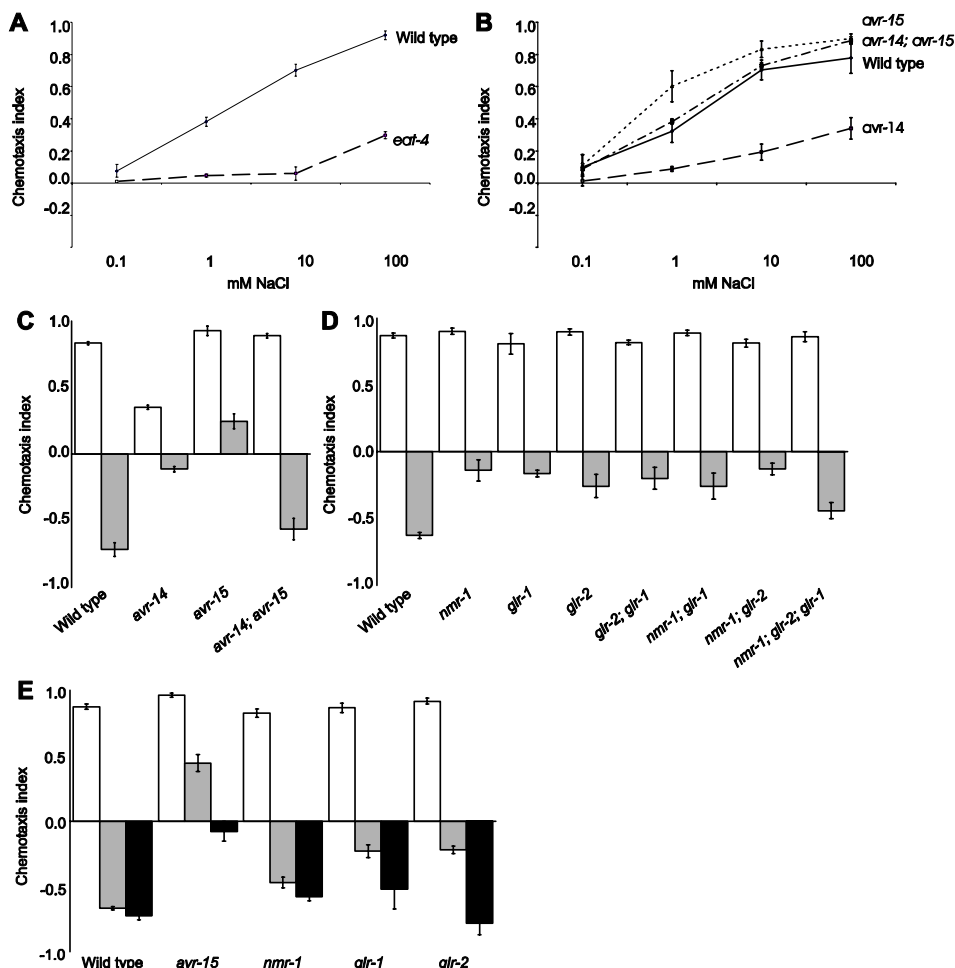 A
Chemotaxis index
1.0
0.8
0.6
0.4
0.2
0.0
-0.2
0.1
1
10
100
mM NaCl
Wild type
eat-4
B
Chemotaxis index
1.0
0.8
0.6
0.4
0.2
0.0
-0.2
0.1
1
10
100
mM NaCl
avr-15
avr-14; avr-15
Wild type
avr-14
C
Chemotaxis index
1.0
0.5
0.0
-0.5
-1.0
Wild type
avr-14
avr-15
avr-14; avr-15
D
Chemotaxis index
1.0
0.5
0.0
-0.5
-1.0
Wild type
nmr-1
glr-1
glr-2
glr-2; glr-1
nmr-1; glr-1
nmr-1; glr-2
nmr-1; glr-2; glr-1
E
Chemotaxis index
1.0
0.5
0.0
-0.5
-1.0
Wild type
avr-15
nmr-1
glr-1
glr-2